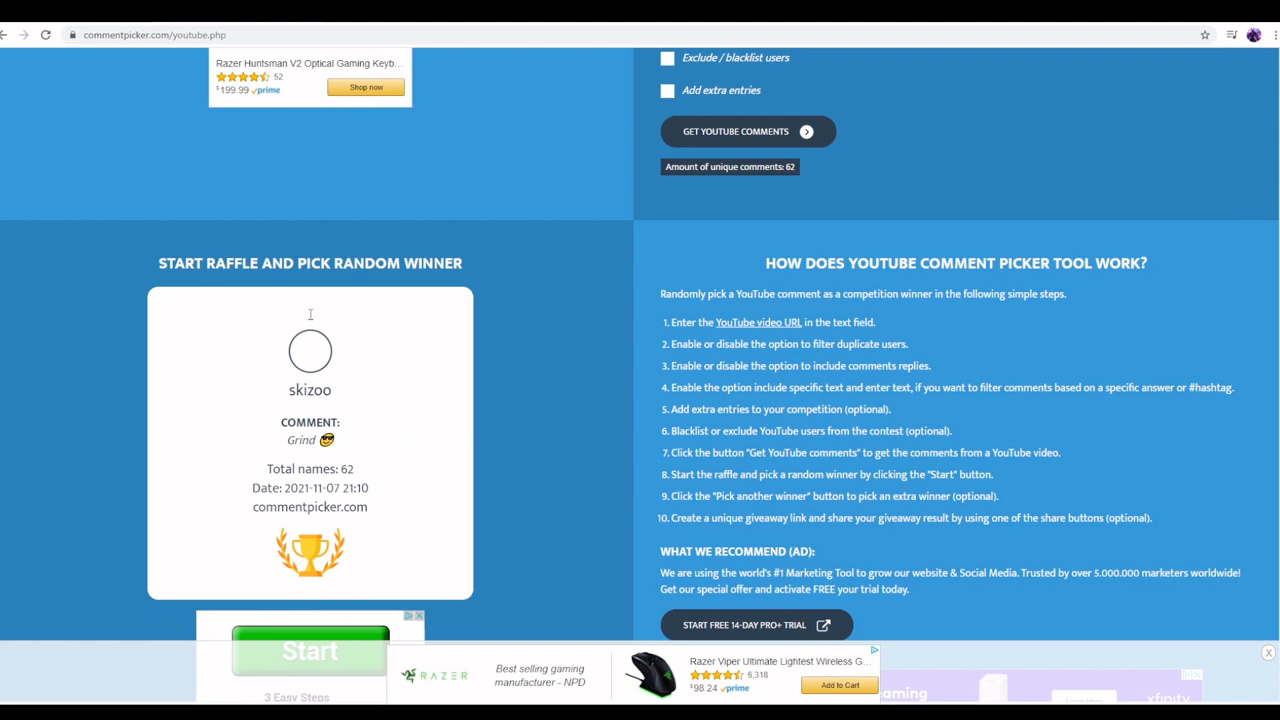 commentpicker.com/youtube.php
Razer Huntsman V2 Optical Gaming Keyb...
52
$199.99 prime
Shop now
Exclude / blacklist users
Add extra entries
GET YOUTUBE COMMENTS
Amount of unique comments: 62
START RAFFLE AND PICK RANDOM WINNER
skizoo
COMMENT:
Grind 😎
Total names: 62
Date: 2021-11-07 21:10
commentpicker.com
HOW DOES YOUTUBE COMMENT PICKER TOOL WORK?
Randomly pick a YouTube comment as a competition winner in the following simple steps.
1. Enter the YouTube video URL in the text field.
2. Enable or disable the option to filter duplicate users.
3. Enable or disable the option to include comments replies.
4. Enable the option include specific text and enter text, if you want to filter comments based on a specific answer or #hashtag.
5. Add extra entries to your competition (optional).
6. Blacklist or exclude YouTube users from the contest (optional).
7. Click the button "Get YouTube comments" to get the comments from a YouTube video.
8. Start the raffle and pick a random winner by clicking the "Start" button.
9. Click the "Pick another winner" button to pick an extra winner (optional).
10. Create a unique giveaway link and share your giveaway result by using one of the share buttons (optional).
WHAT WE RECOMMEND (AD):
We are using the world's #1 Marketing Tool to grow our website & Social Media. Trusted by over 5.000.000 marketers worldwide!
Get our special offer and activate FREE your trial today.
START FREE 14-DAY PRO+ TRIAL
Start
3 Easy Steps
RAZER
Best selling gaming
manufacturer - NPD
Razer Viper Ultimate Lightest Wireless G...
6,318
$98.24 prime
Add to Cart
xfinity